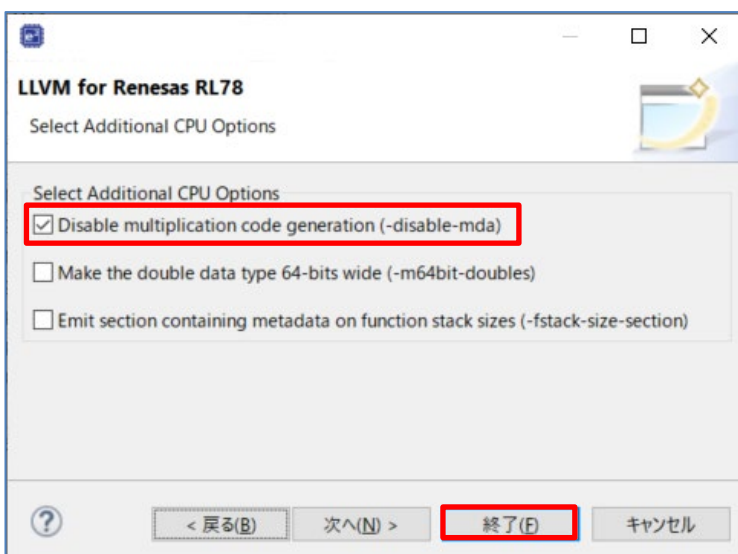 LLVM for Renesas RL78
Select Additional CPU Options
Select Additional CPU Options
Disable multiplication code generation (-disable-mda)
Make the double data type 64-bits wide (-m64bit-doubles)
Emit section containing metadata on function stack sizes (-fstack-size-section)
< 戻る(B) 次へ(N) > 終了(F) キャンセル